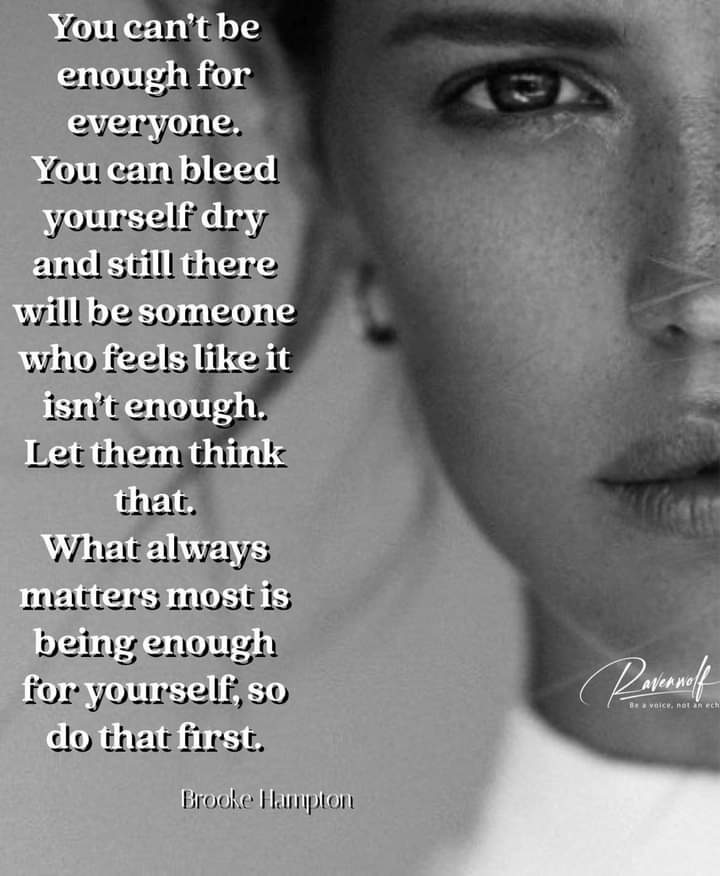 You can't be
enough for
everyone.
You can bleed
yourself dry
and still there
will be someone
who feels like it
isn't enough.
Let them think
that.
What always
matters most is
being enough
for yourself, so
do that first.
Brooke Hampton
Ravenwolf
Be a voice, not an ech